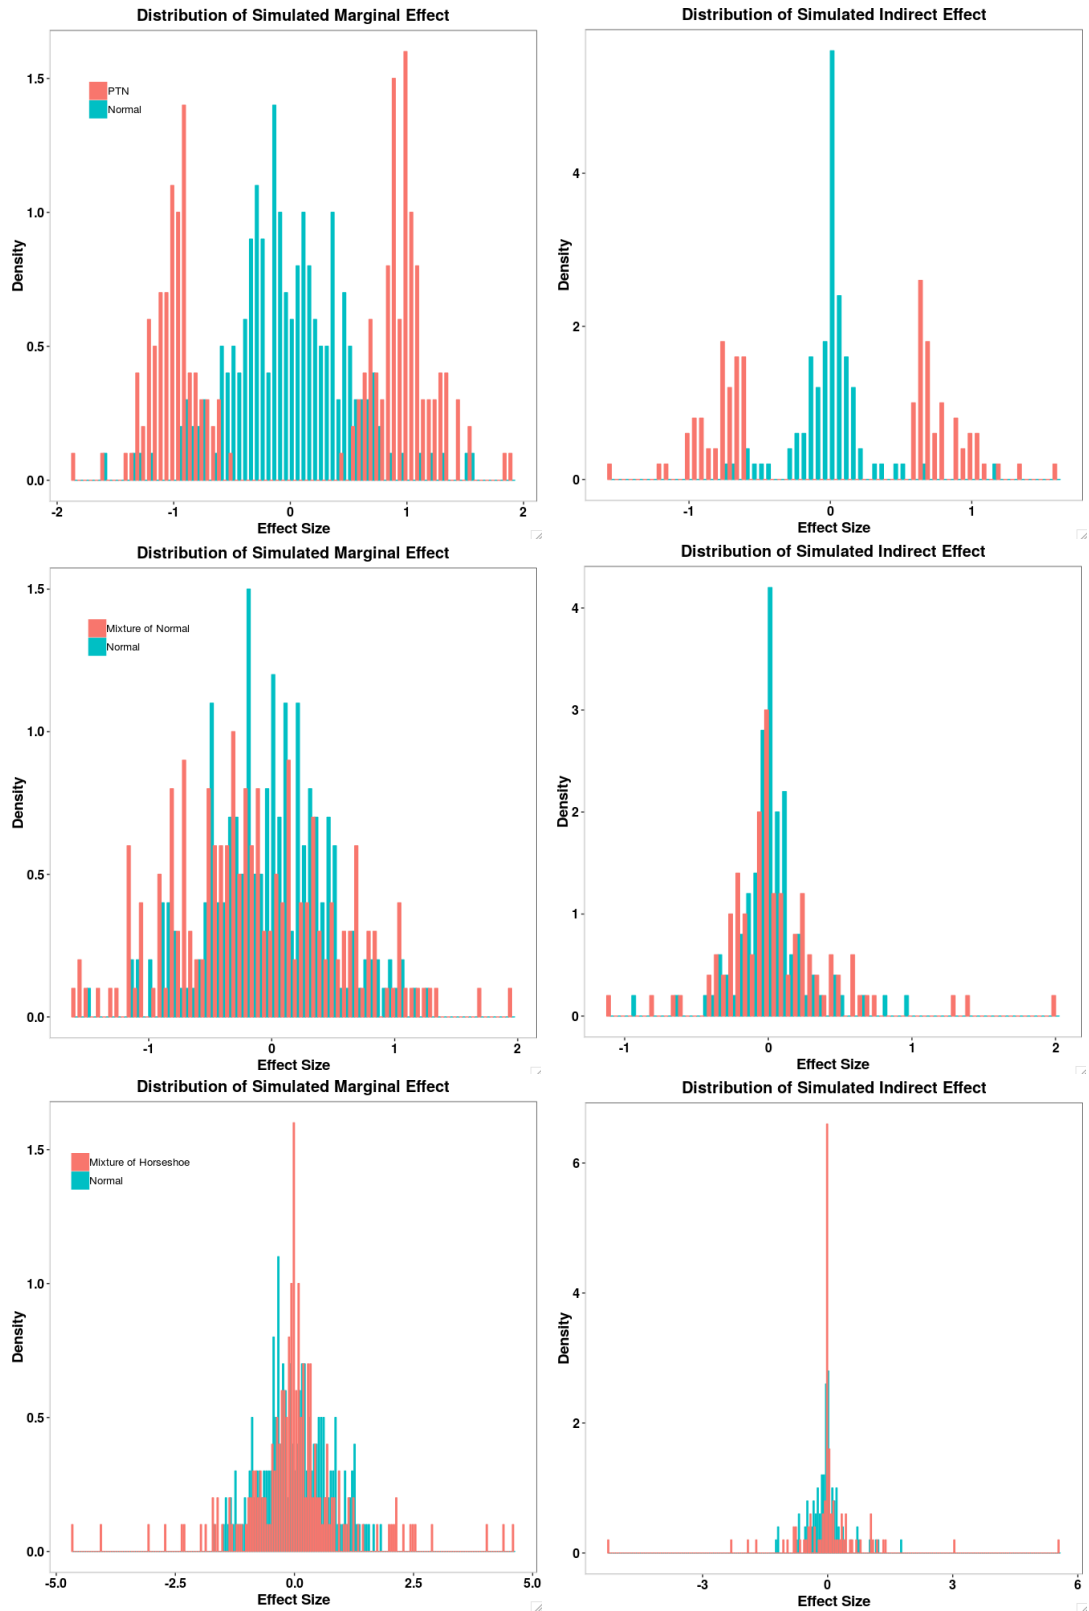 Distribution of Simulated Marginal Effect
Distribution of Simulated Indirect Effect
PTN
Normal
Density
1.5
1.0
0.5
0.0
-2 -1 0 1 2
Effect Size
Density
4
2
0
-1 0 1
Effect Size
Distribution of Simulated Marginal Effect
Distribution of Simulated Indirect Effect
Mixture of Normal
Normal
Density
1.5
1.0
0.5
0.0
-1 0 1 2
Effect Size
Density
4
3
2
1
0
-1 0 1 2
Effect Size
Distribution of Simulated Marginal Effect
Distribution of Simulated Indirect Effect
Mixture of Horseshoe
Normal
Density
1.5
1.0
0.5
0.0
-5.0 -2.5 0.0 2.5 5.0
Effect Size
Density
6
4
2
0
-3 0 3 6
Effect Size